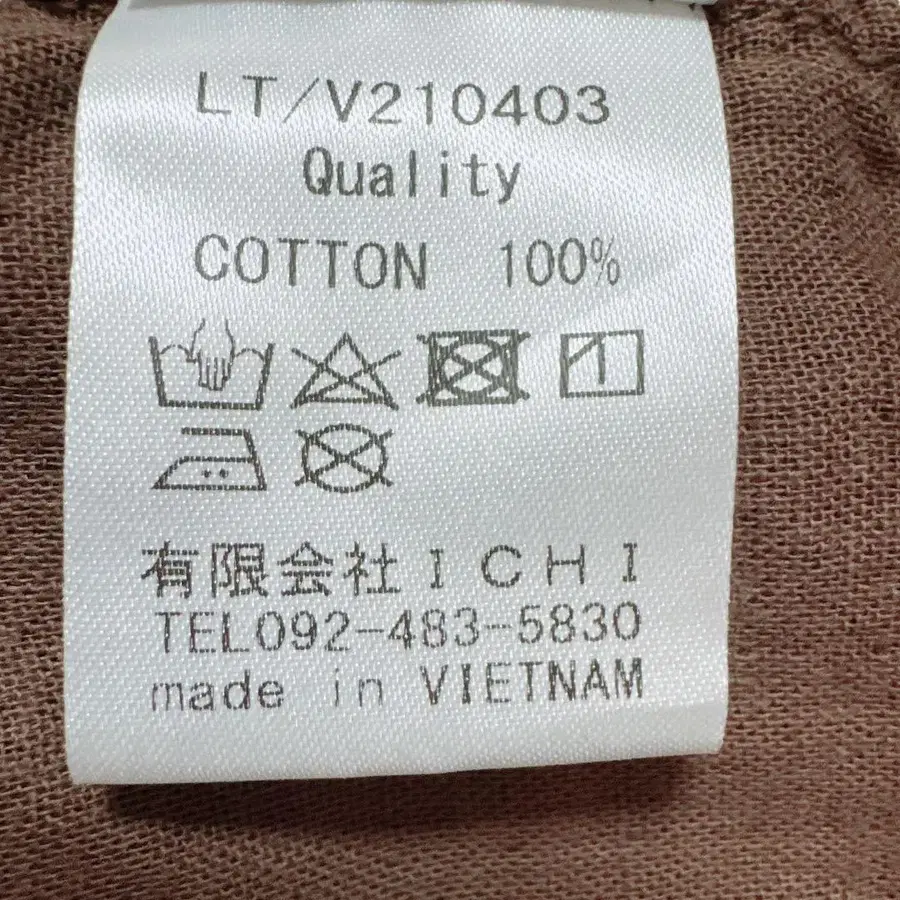 LT/V210403
Quality
COTTON 100%
有限会社ICHI
TEL092-483-5830
made in VIETNAM